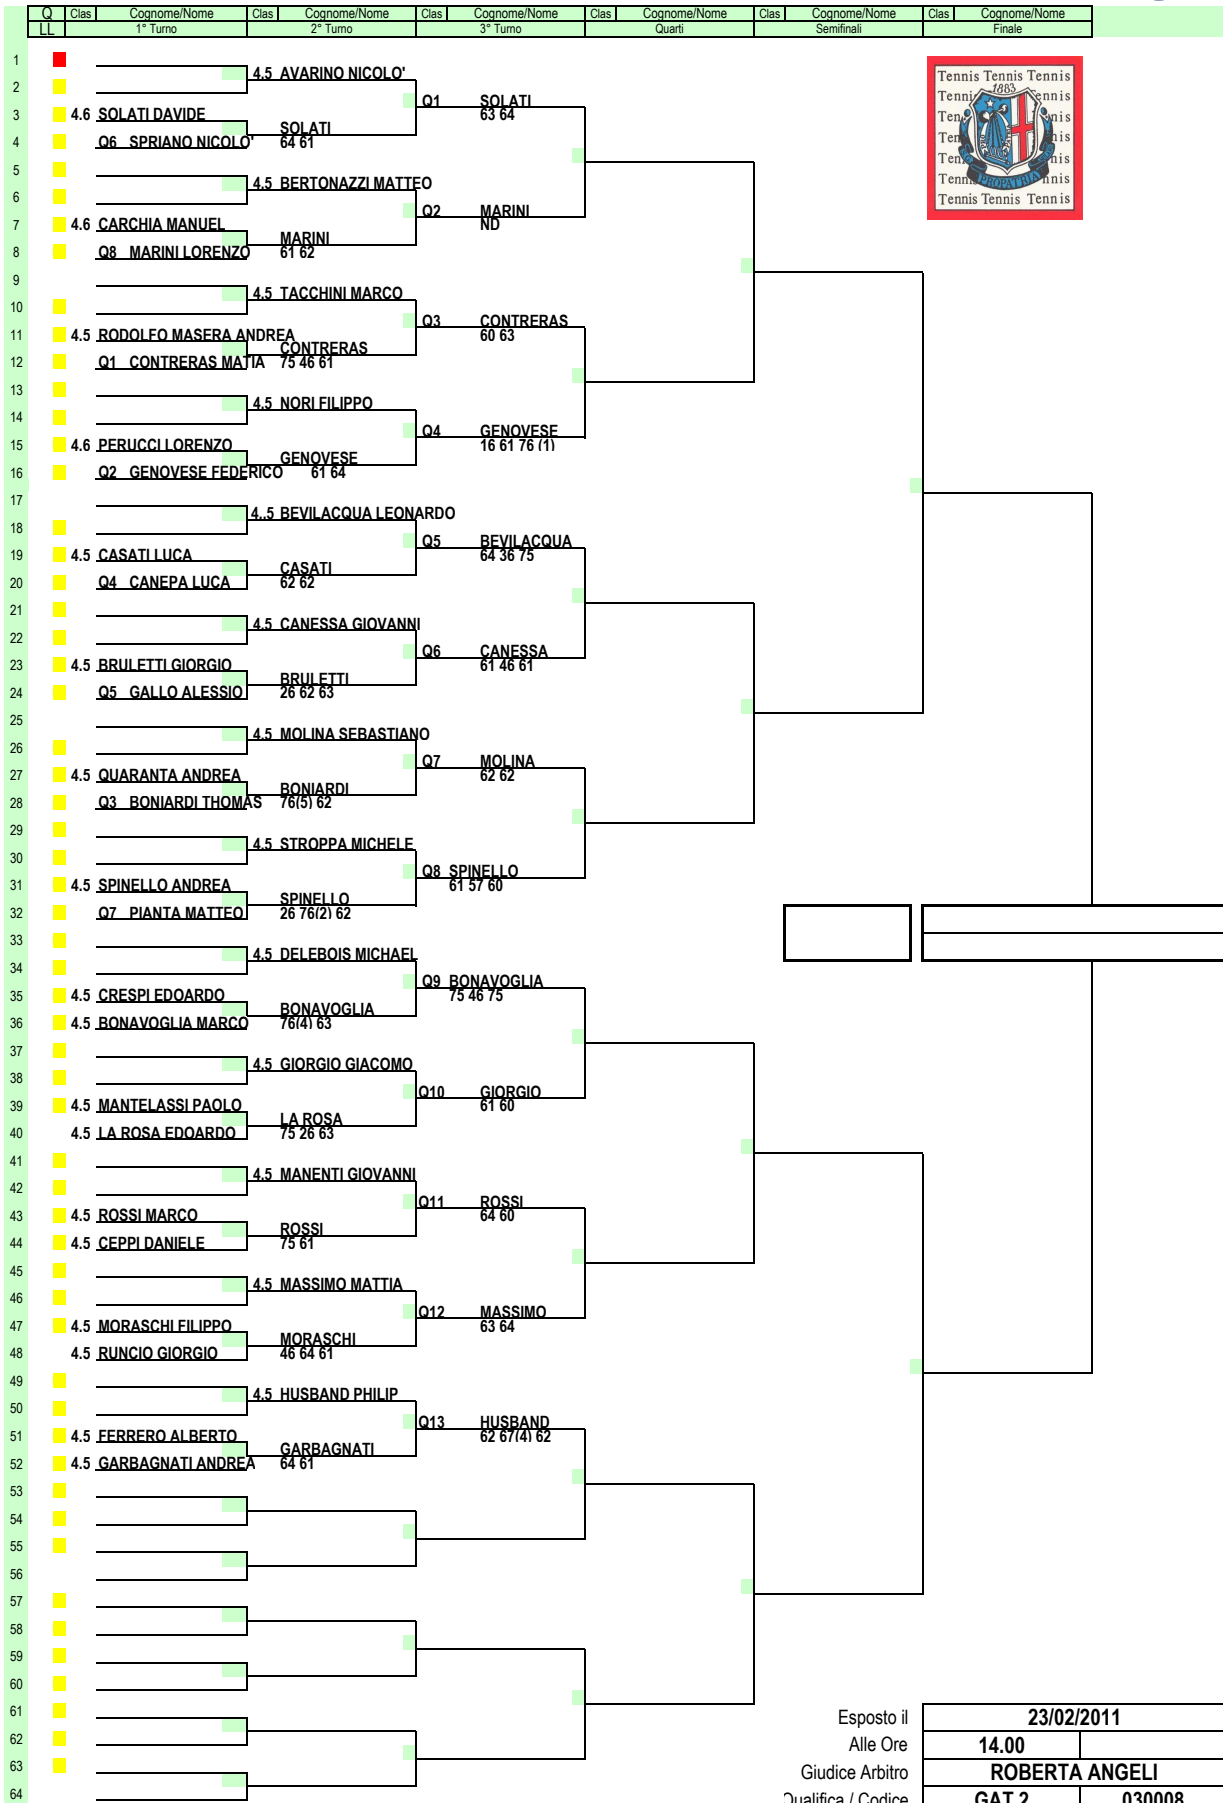 Q Clas Cognome/Nome Clas Cognome/Nome Clas Cognome/Nome Clas Cognome/Nome Clas Cognome/Nome Clas Cognome/Nome
LL 1° Turno 2° Turno 3° Turno Quarti Semifinali Finale
1
4.5 AVARINO NICOLO'
2
Q1 SOLATI
3 4.6 SOLATI DAVIDE 63 64
SOLATI
4 Q6 SPRIANO NICOLO' 64 61
5
4.5 BERTONAZZI MATTEO
6
Q2 MARINI
7 4.6 CARCHIA MANUEL ND
MARINI
8 Q8 MARINI LORENZO 61 62
9
4.5 TACCHINI MARCO
10
Q3 CONTRERAS
11 4.5 RODOLFO MASERA ANDREA 60 63
CONTRERAS
12 Q1 CONTRERAS MATIA 75 46 61
13
4.5 NORI FILIPPO
14
Q4 GENOVESE
15 4.6 PERUCCI LORENZO 16 61 76 (1)
GENOVESE
16 Q2 GENOVESE FEDERICO 61 64
17
4..5 BEVILACQUA LEONARDO
18
Q5 BEVILACQUA
19 4.5 CASATI LUCA 64 36 75
CASATI
20 Q4 CANEPA LUCA 62 62
21
4.5 CANESSA GIOVANNI
22
Q6 CANESSA
23 4.5 BRULETTI GIORGIO 61 46 61
BRULETTI
24 Q5 GALLO ALESSIO 26 62 63
25
4.5 MOLINA SEBASTIANO
26
Q7 MOLINA
27 4.5 QUARANTA ANDREA 62 62
BONIARDI
28 Q3 BONIARDI THOMAS 76(5) 62
29
4.5 STROPPA MICHELE
30
Q8 SPINELLO
31 4.5 SPINELLO ANDREA 61 57 60
SPINELLO
32 Q7 PIANTA MATTEO 26 76(2) 62
33
4.5 DELEBOIS MICHAEL
34
Q9 BONAVOGLIA
35 4.5 CRESPI EDOARDO 75 46 75
BONAVOGLIA
36 4.5 BONAVOGLIA MARCO 76(4) 63
37
4.5 GIORGIO GIACOMO
38
Q10 GIORGIO
39 4.5 MANTELASSI PAOLO 61 60
LA ROSA
40 4.5 LA ROSA EDOARDO 75 26 63
41
4.5 MANENTI GIOVANNI
42
Q11 ROSSI
43 4.5 ROSSI MARCO 64 60
ROSSI
44 4.5 CEPPI DANIELE 75 61
45
4.5 MASSIMO MATTIA
46
Q12 MASSIMO
47 4.5 MORASCHI FILIPPO 63 64
MORASCHI
48 4.5 RUNCIO GIORGIO 46 64 61
49
4.5 HUSBAND PHILIP
50
Q13 HUSBAND
51 4.5 FERRERO ALBERTO 62 67(4) 62
GARBAGNATI
52 4.5 GARBAGNATI ANDREA 64 61
53
54
55
56
57
58
59
60
61
62
63
64
Tennis Tennis Tennis
Tennis 1883 Tennis
Tennis Tennis Tennis
PROPATRIA
Esposto il 23/02/2011
Alle Ore 14.00
Giudice Arbitro ROBERTA ANGELI
Qualifica / Codice GAT 2 030008